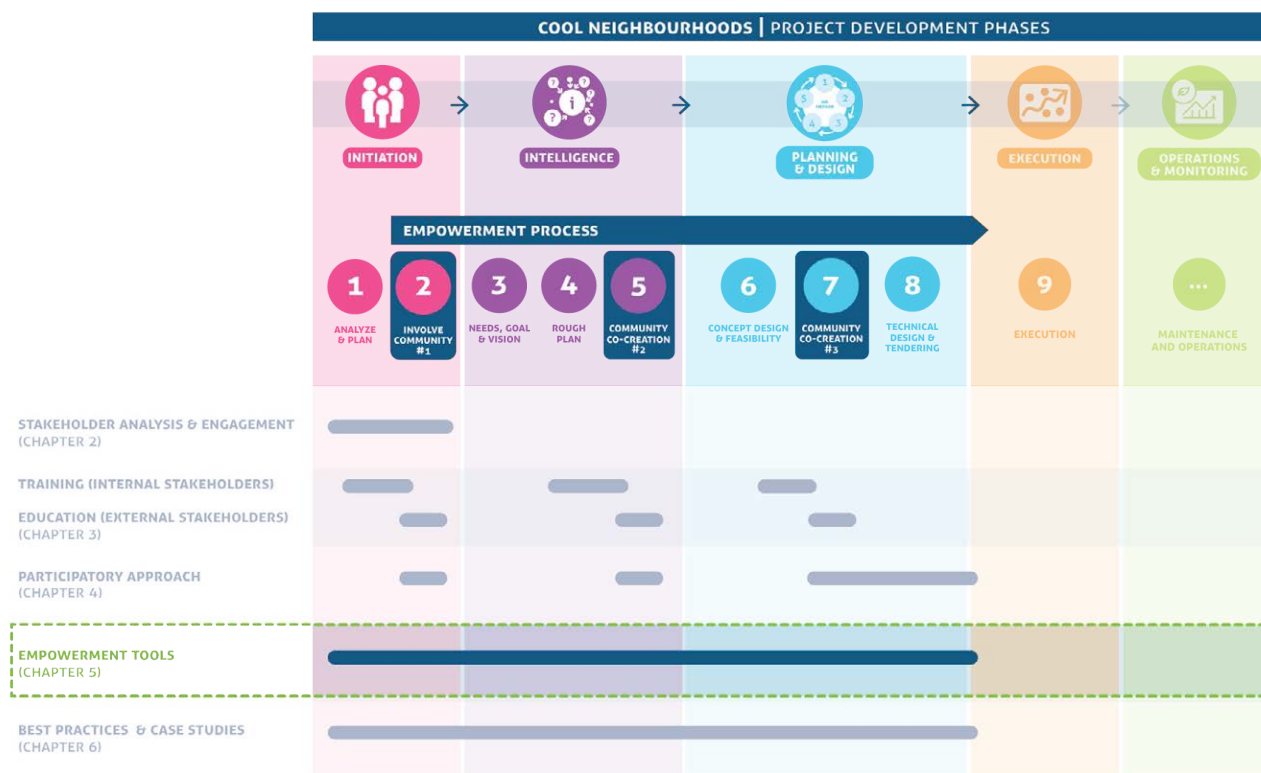 COOL NEIGHBOURHOODS | PROJECT DEVELOPMENT PHASES
INITIATION
INTELLIGENCE
PLANNING
& DESIGN
EXECUTION
OPERATIONS
& MONITORING
EMPOWERMENT PROCESS
1
ANALYZE
& PLAN
2
INVOLVE
COMMUNITY
#1
3
NEEDS, GOAL
& VISION
4
ROUGH
PLAN
5
COMMUNITY
CO-CREATION
#2
6
CONCEPT DESIGN
& FEASIBILITY
7
COMMUNITY
CO-CREATION
#3
8
TECHNICAL
DESIGN &
TENDERING
9
EXECUTION
...
MAINTENANCE
AND OPERATIONS
STAKEHOLDER ANALYSIS & ENGAGEMENT
(CHAPTER 2)
TRAINING (INTERNAL STAKEHOLDERS)
EDUCATION (EXTERNAL STAKEHOLDERS)
(CHAPTER 3)
PARTICIPATORY APPROACH
(CHAPTER 4)
EMPOWERMENT TOOLS
(CHAPTER 5)
BEST PRACTICES & CASE STUDIES
(CHAPTER 6)